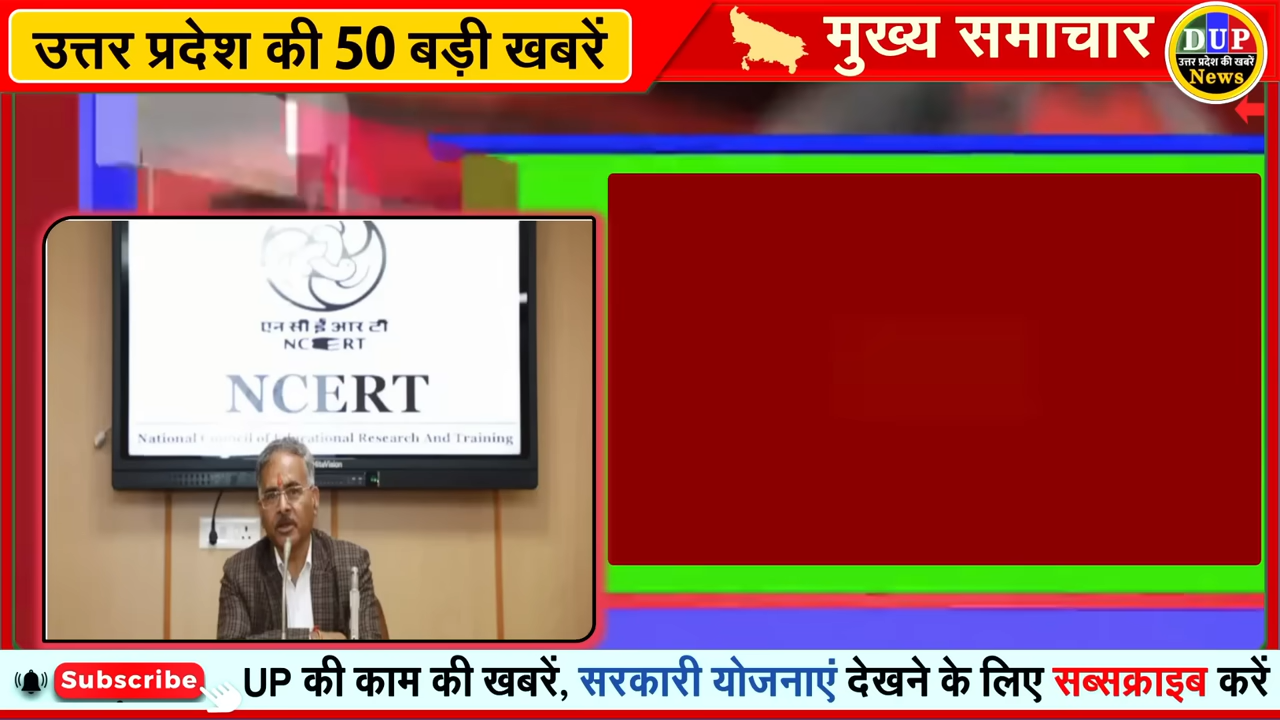 उत्तर प्रदेश की 50 बड़ी खबरें
मुख्य समाचार
DUP
उत्तर प्रदेश की खबरें
News
एन सी ई आर टी
NCERT
NCERT
National Council of Educational Research And Training
Subscribe
UP की काम की खबरें, सरकारी योजनाएं देखने के लिए सब्सक्राइब करें